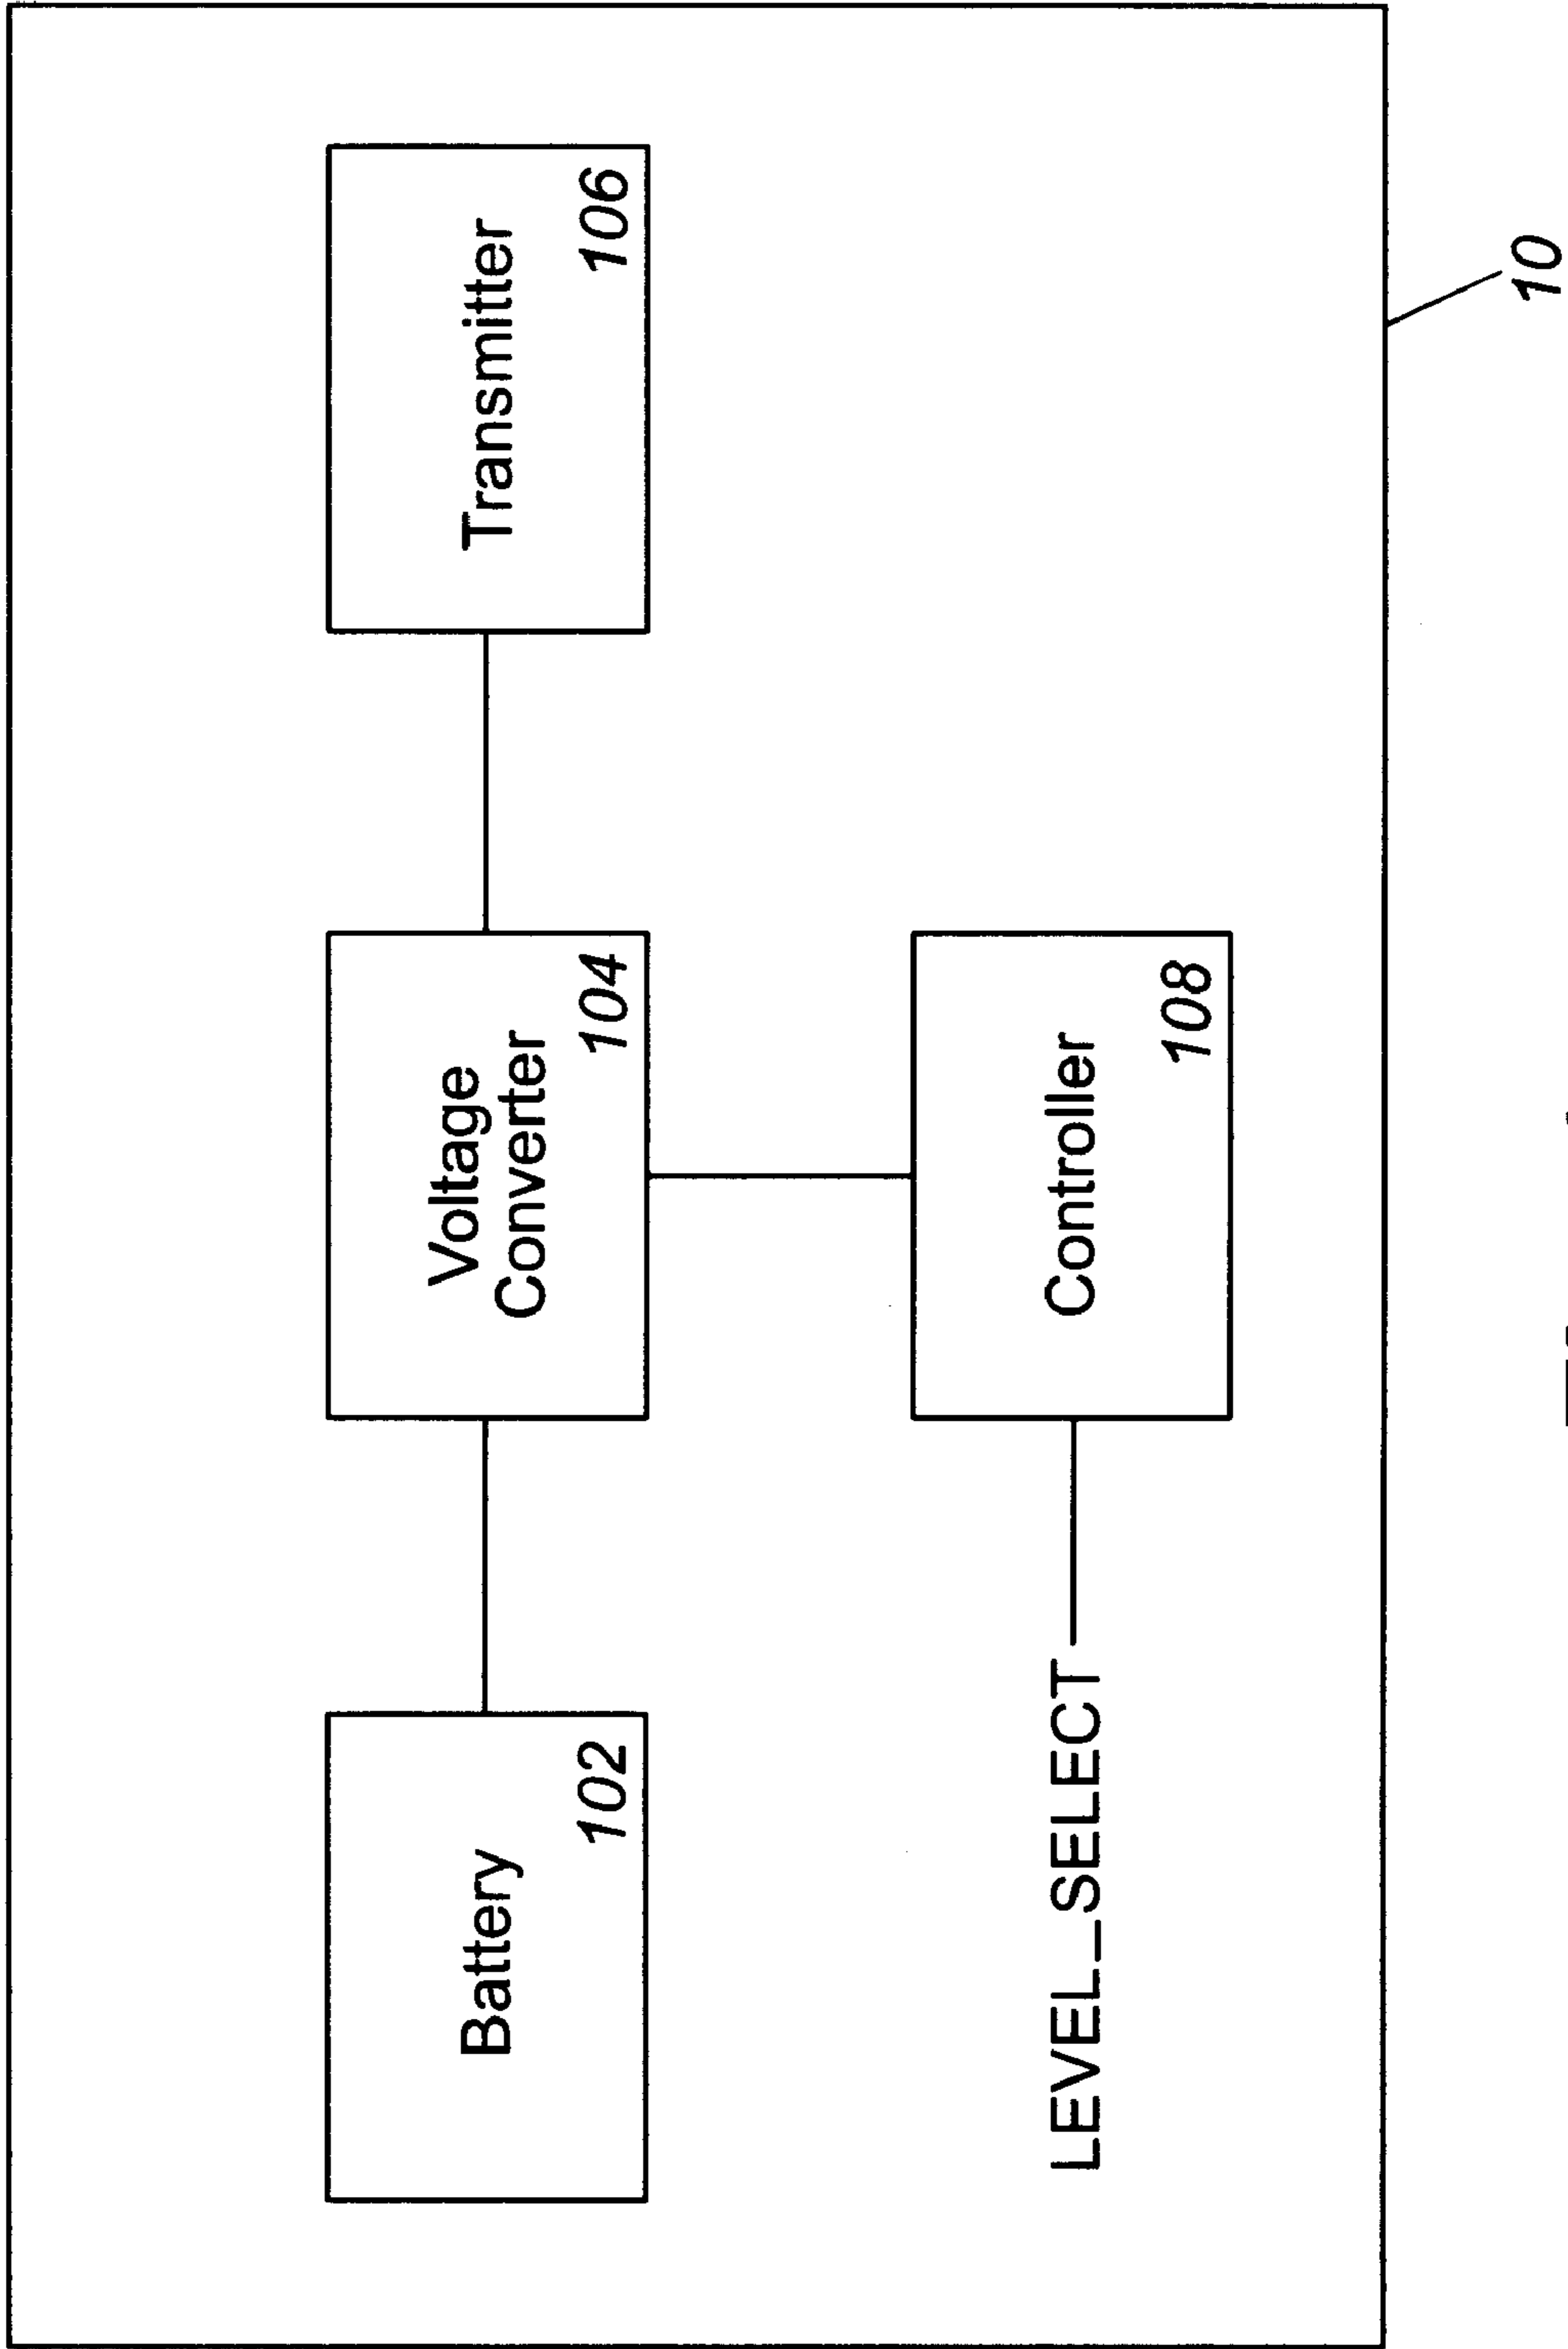 Battery
102
Voltage
Converter
104
Transmitter
106
LEVEL_SELECT
Controller
108
10